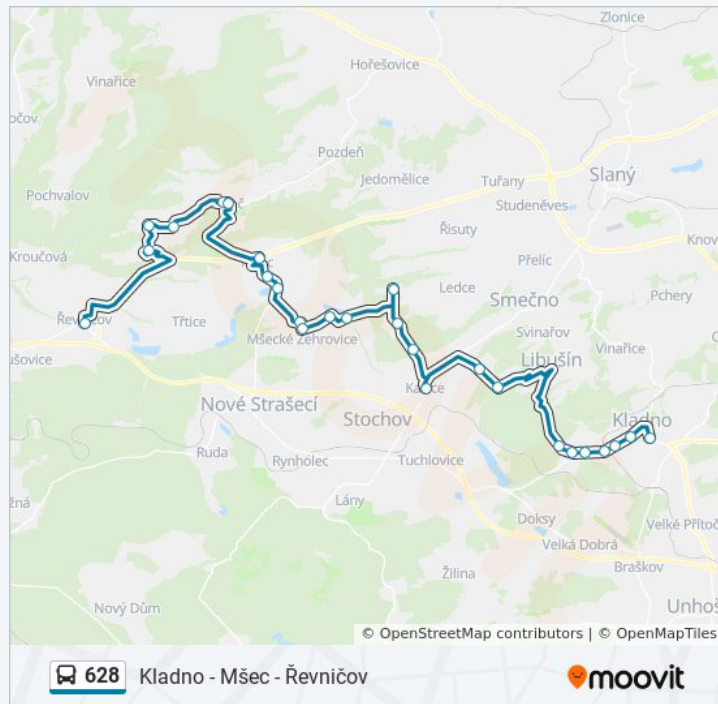 Zlonice
Vinařice
Hořešovice
očov
Pozdeň
Slaný
Jedomělice
Tuřany
Pochvalov
Studeněves
Řisuty
Knov
Kroučová
Přelíc
Ledce
Smečno
Pchery
Řevničov
Třtice
Svinařov
Mšecké Žehrovice
Vinařice
Libušín
ušovice
Kačice
Nové Strašecí
Stochov
Kladno
Ruda
Rynholec
Tuchlovice
Lány
Doksy
žná
Velké Přítoč
Velká Dobrá
Braškov
Žilina
Nový Dům
Unhoš
© OpenStreetMap contributors | © OpenMapTiles
628 Kladno - Mšec - Řevničov
moovit